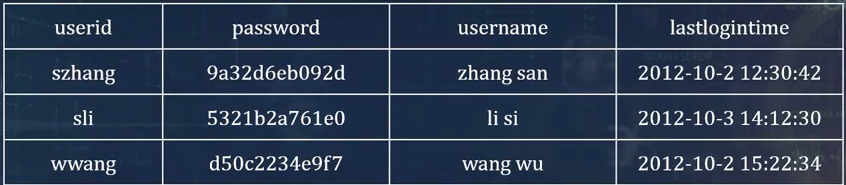 userid password username lastlogintime
szhang 9a32d6eb092d zhang san 2012-10-2 12:30:42
sli 5321b2a761e0 li si 2012-10-3 14:12:30
wwang d50c2234e9f7 wang wu 2012-10-2 15:22:34